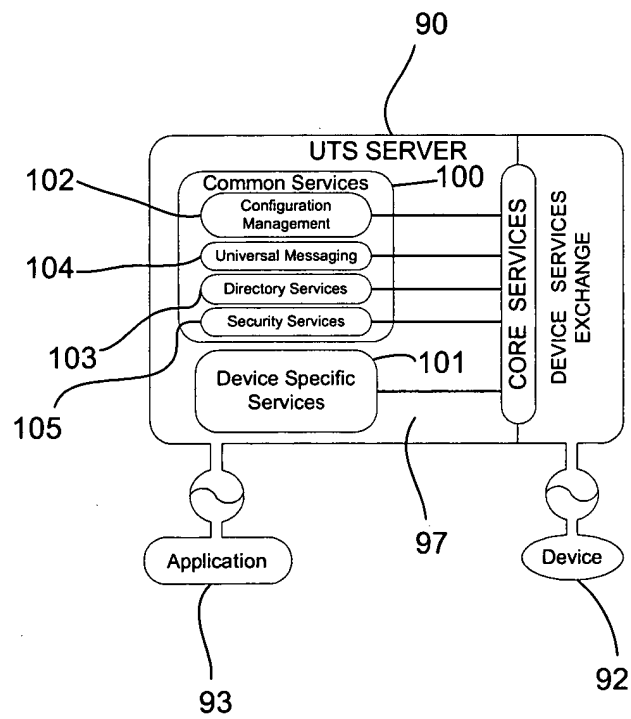 90
UTS SERVER
102
Common Services
100
Configuration
Management
104
Universal Messaging
Directory Services
103
Security Services
105
101
Device Specific
Services
CORE SERVICES
DEVICE SERVICES
EXCHANGE
97
Application
Device
93
92